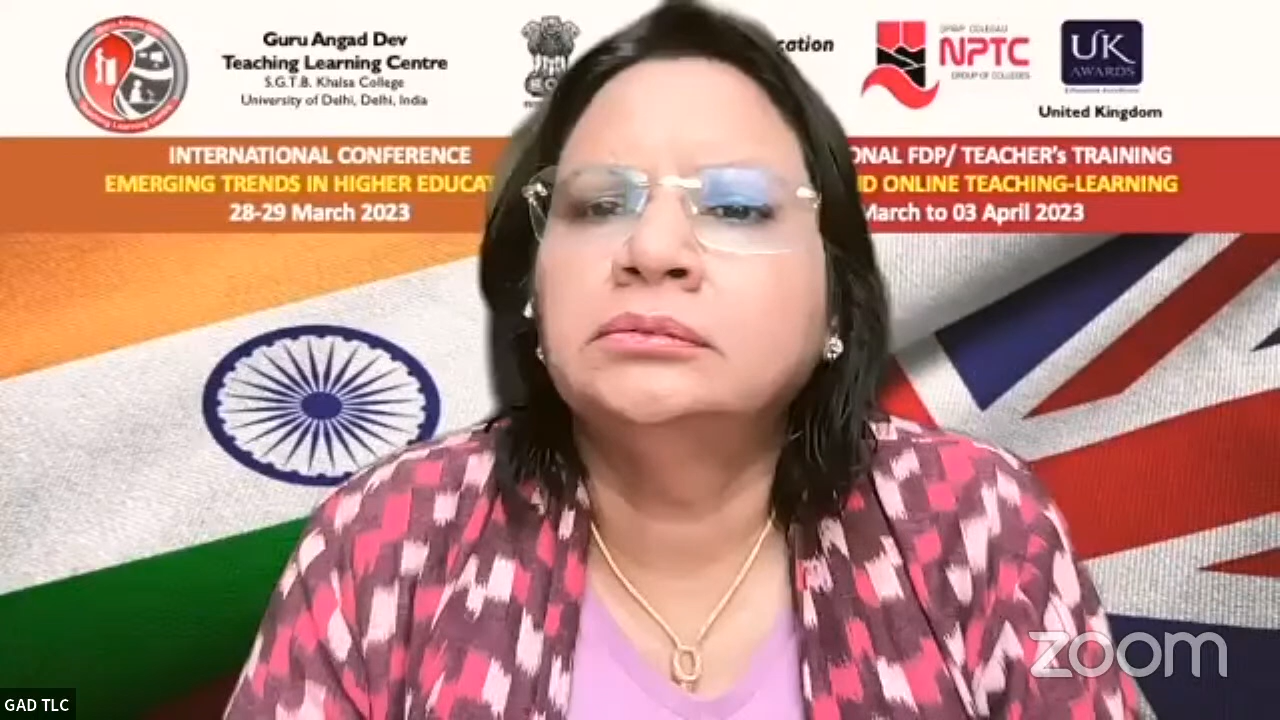 Guru Angad Dev
Teaching Learning Centre
S.G.T.B. Khalsa College
University of Delhi, Delhi, India
cation
NPTC
GROUP OF COLLEGES
UK
AWARDS
United Kingdom
INTERNATIONAL CONFERENCE
EMERGING TRENDS IN HIGHER EDUCAT
28-29 March 2023
ONAL FDP/ TEACHER's TRAINING
D ONLINE TEACHING-LEARNING
March to 03 April 2023
zoom
GAD TLC